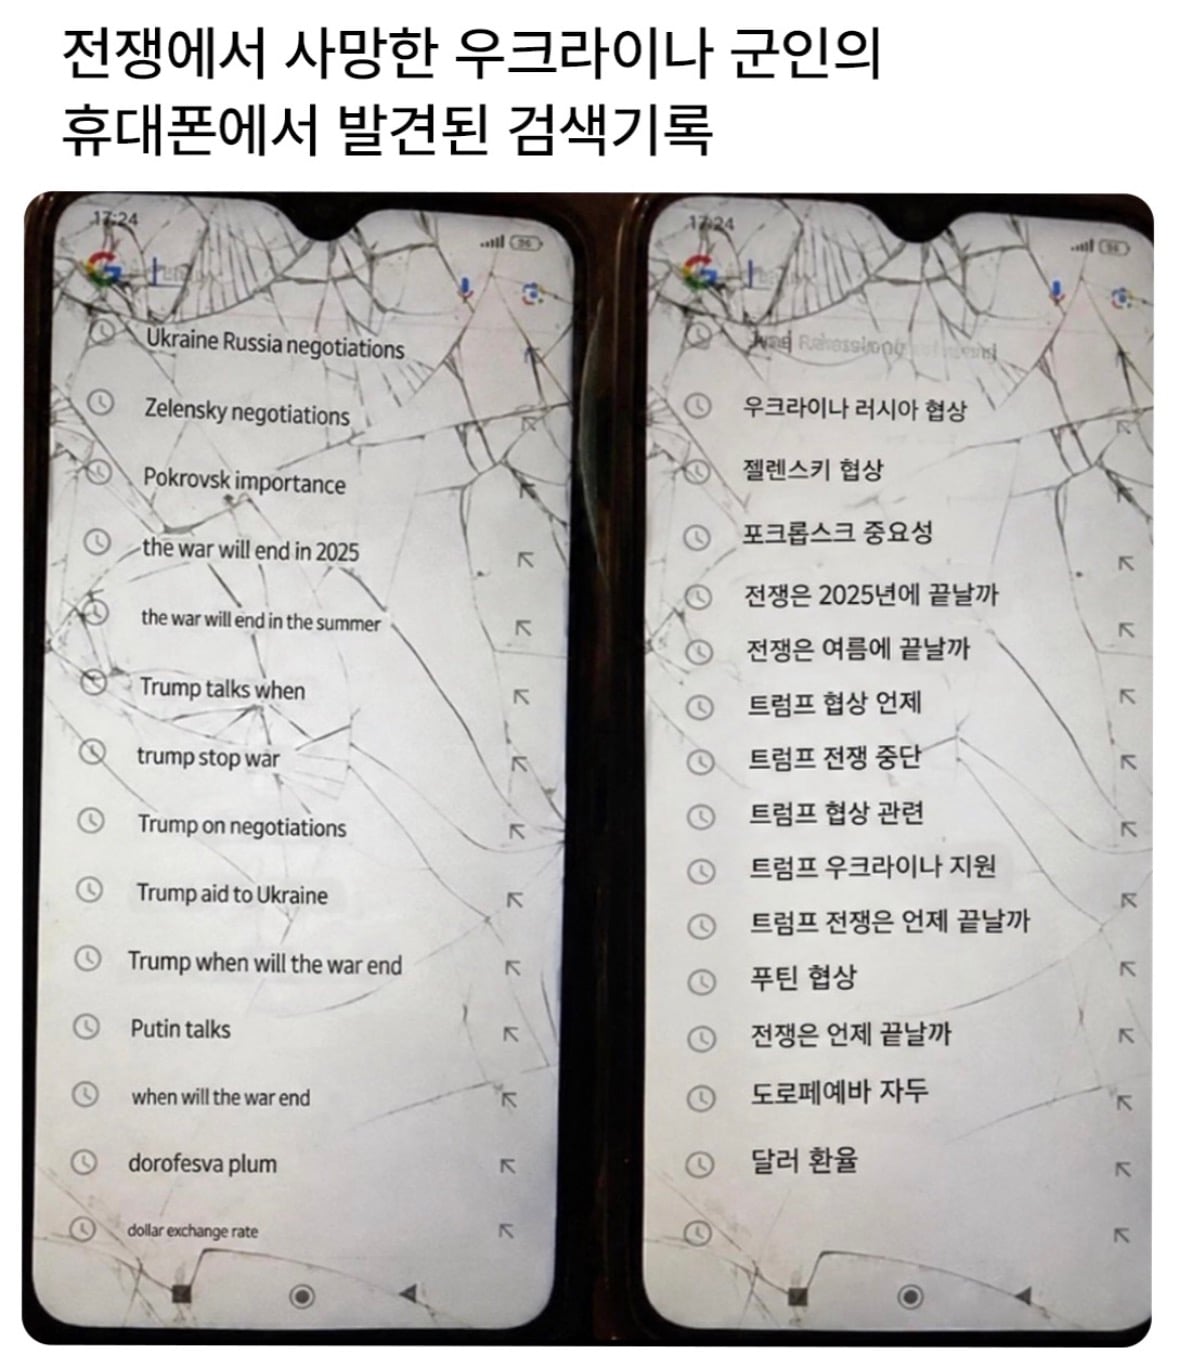 전쟁에서 사망한 우크라이나 군인의
휴대폰에서 발견된 검색기록
17:24
Ukraine Russia negotiations
Zelensky negotiations
Pokrovsk importance
the war will end in 2025
the war will end in the summer
Trump talks when
trump stop war
Trump on negotiations
Trump aid to Ukraine
Trump when will the war end
Putin talks
when will the war end
dorofesva plum
dollar exchange rate
17:24
우크라이나 러시아 협상
젤렌스키 협상
포크롭스크 중요성
전쟁은 2025년에 끝날까
전쟁은 여름에 끝날까
트럼프 협상 언제
트럼프 전쟁 중단
트럼프 협상 관련
트럼프 우크라이나 지원
트럼프 전쟁은 언제 끝날까
푸틴 협상
전쟁은 언제 끝날까
도로페예바 자두
달러 환율